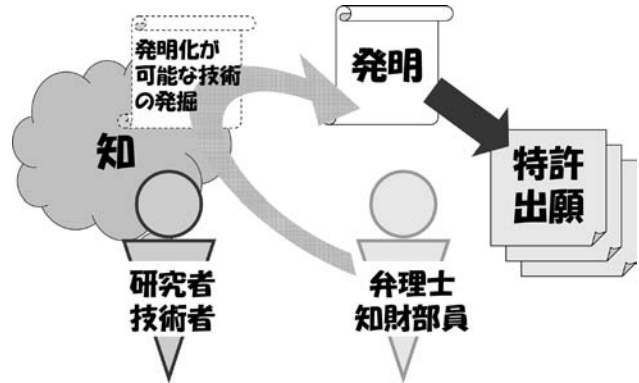 発明化が
可能な技術
の発掘
発明
知
特許
出願
研究者
技術者
弁理士
知財部員